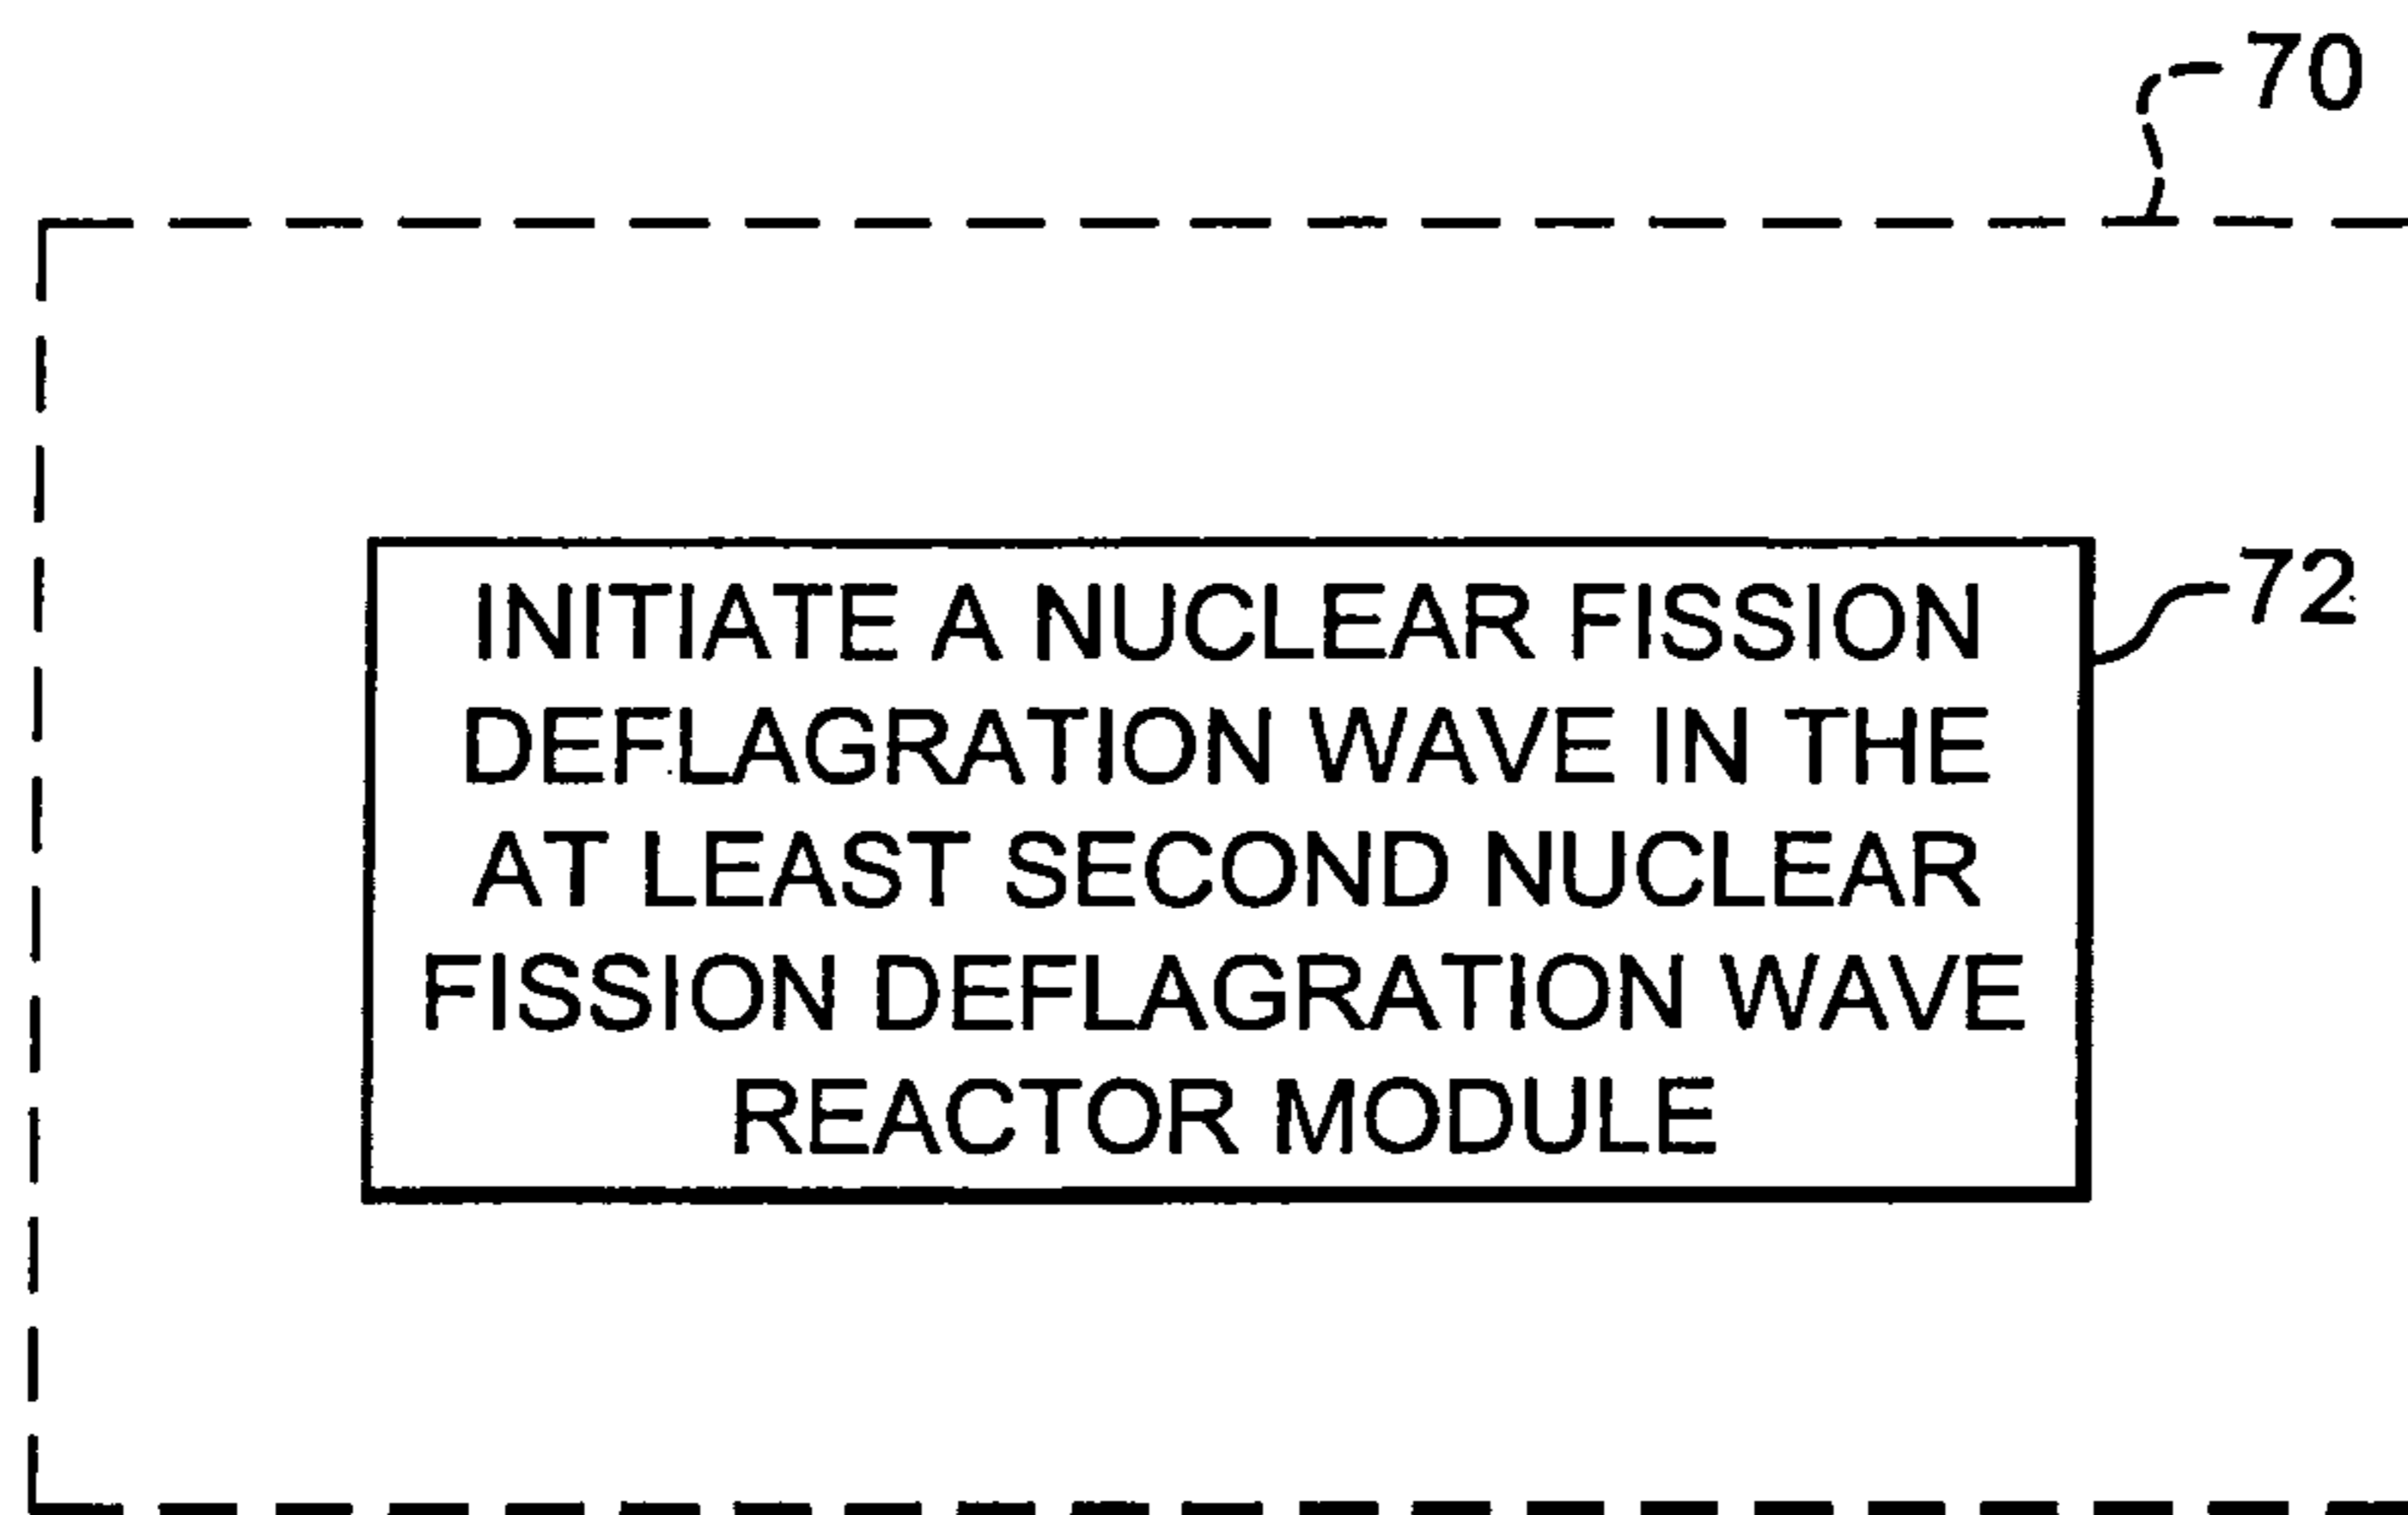 70
INITIATE A NUCLEAR FISSION
72
DEFLAGRATION WAVE IN THE
AT LEAST SECOND NUCLEAR
FISSION DEFLAGRATION WAVE
REACTOR MODULE